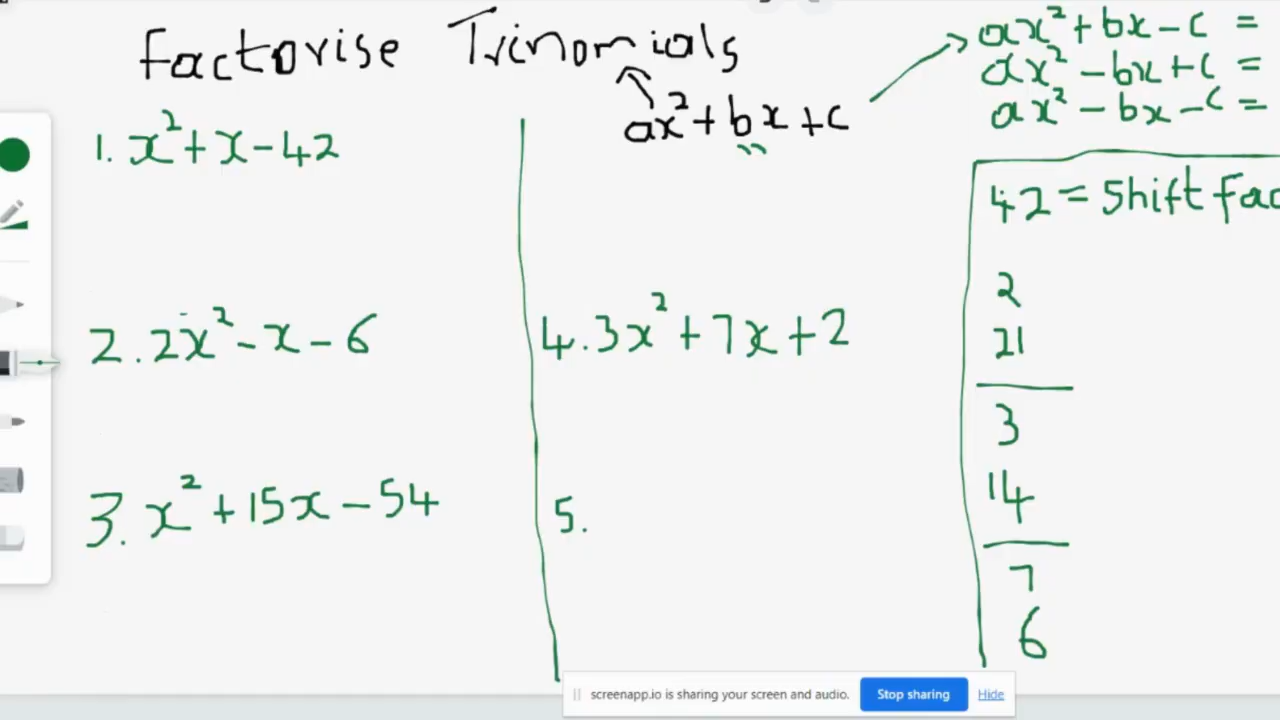 Factorise Trinomials
ax² + bx + c
ax² + bx - c =
ax² - bx + c =
ax² - bx - c =
1. x² + x - 42
2. 2x² - x - 6
3. x² + 15x - 54
4. 3x² + 7x + 2
5.
42 = Shift Fac
2
21
3
14
7
6
screenapp.io is sharing your screen and audio.
Stop sharing
Hide